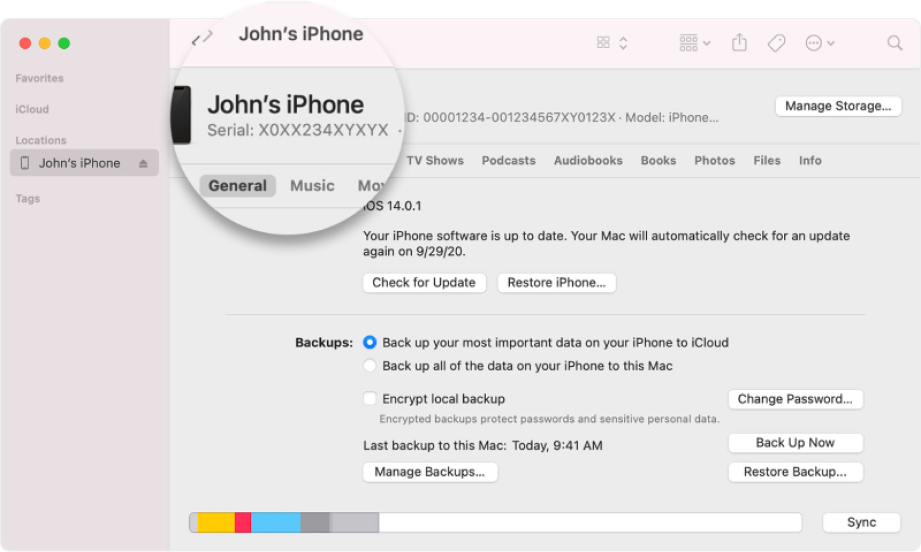 John's iPhone
Favorites
iCloud
Locations
John's iPhone
Tags
John's iPhone
Serial: X0XX234XYXYX ·
ID: 00001234-001234567XY0123X · Model: iPhone...
Manage Storage...
General Music Mov TV Shows Podcasts Audiobooks Books Photos Files Info
iOS 14.0.1
Your iPhone software is up to date. Your Mac will automatically check for an update
again on 9/29/20.
Check for Update Restore iPhone...
Backups: Back up your most important data on your iPhone to iCloud
Back up all of the data on your iPhone to this Mac
Encrypt local backup Change Password...
Encrypted backups protect passwords and sensitive personal data.
Last backup to this Mac: Today, 9:41 AM Back Up Now
Manage Backups... Restore Backup...
Sync